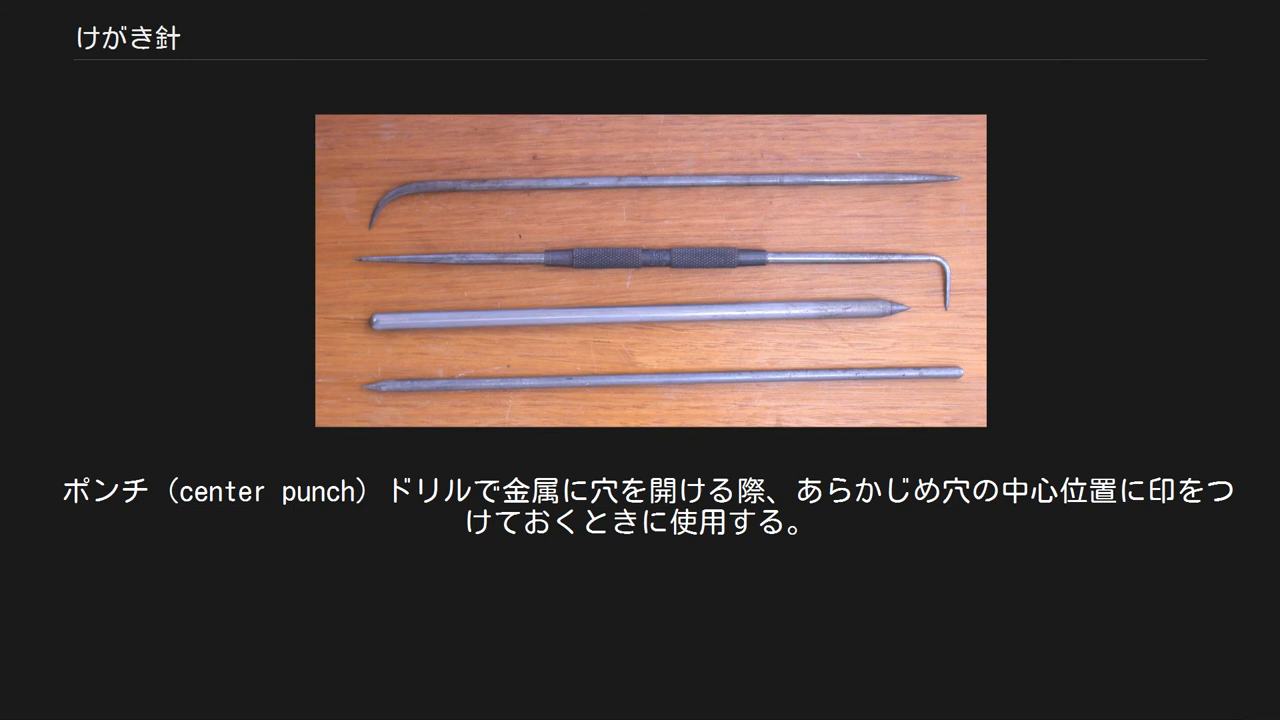 けがき針
ポンチ（center punch）ドリルで金属に穴を開ける際、あらかじめ穴の中心位置に印をつ
けておくときに使用する。